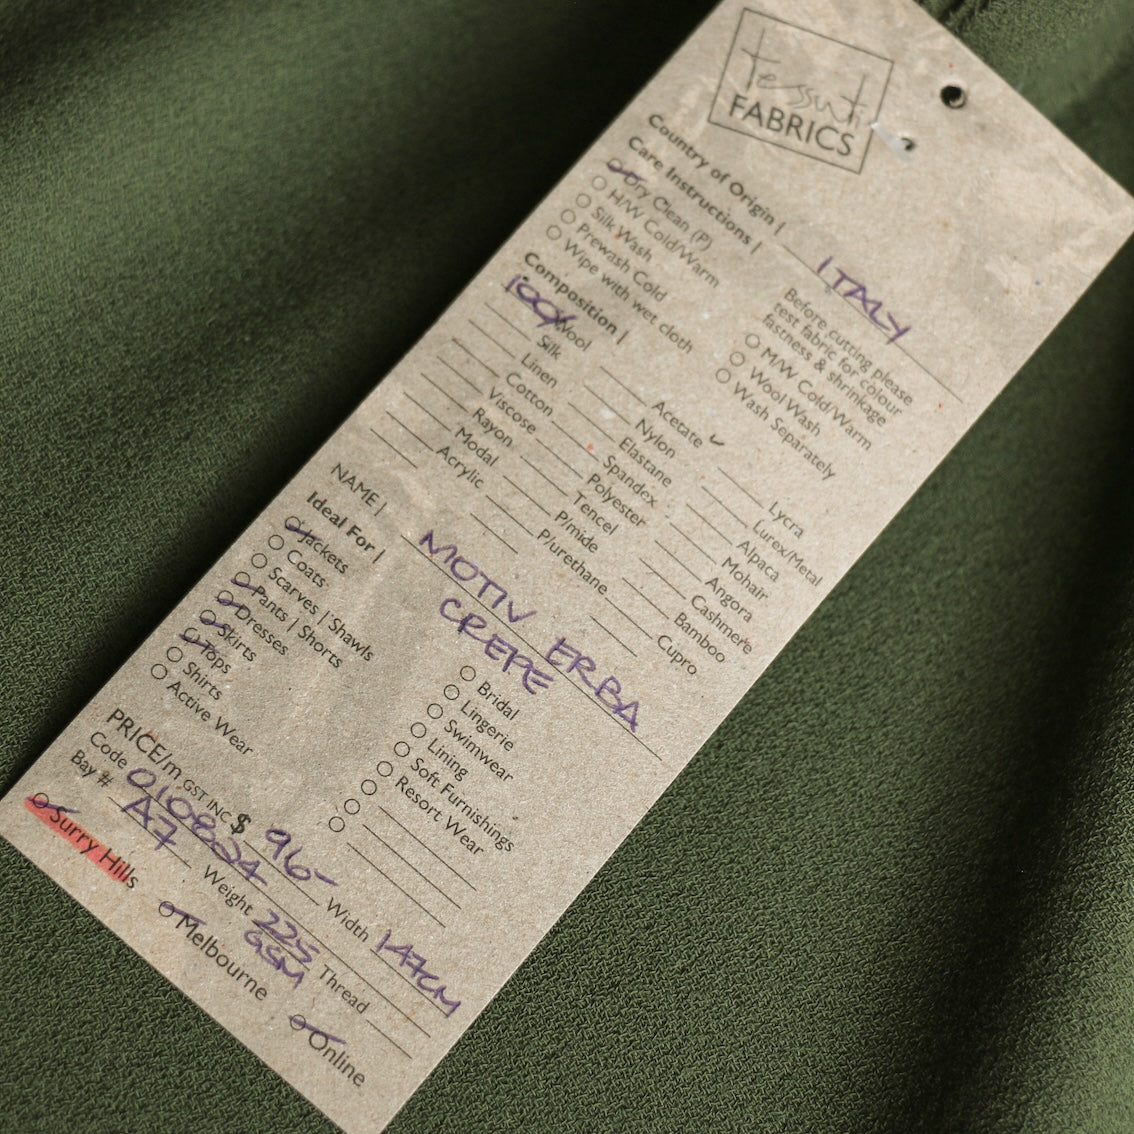 tessuti
FABRICS
Country of Origin | ITALY
Care Instructions |
Dry Clean (P)
H/W Cold/Warm
Silk Wash
Prewash Cold
Wipe with wet cloth
Before cutting please
test fabric for colour
fastness & shrinkage
M/W Cold/Warm
Wool Wash
Wash Separately
Composition |
100% Wool
Silk
Linen
Cotton
Viscose
Rayon
Modal
Acrylic
Acetate
Nylon
Elastane
Spandex
Polyester
Tencel
P/mide
P/urethane
Lycra
Lurex/Metal
Alpaca
Mohair
Angora
Cashmere
Bamboo
Cupro
NAME | MOTIV ERBA
CREPE
Ideal For |
Jackets
Coats
Scarves | Shawls
Pants | Shorts
Dresses
Skirts
Tops
Shirts
Active Wear
Bridal
Lingerie
Swimwear
Lining
Soft Furnishings
Resort Wear
PRICE/m GST INC $ 96-
Code 0108024 Width 147CM
Bay # A7 Weight 225 GSM Thread
Surry Hills
Melbourne
Online